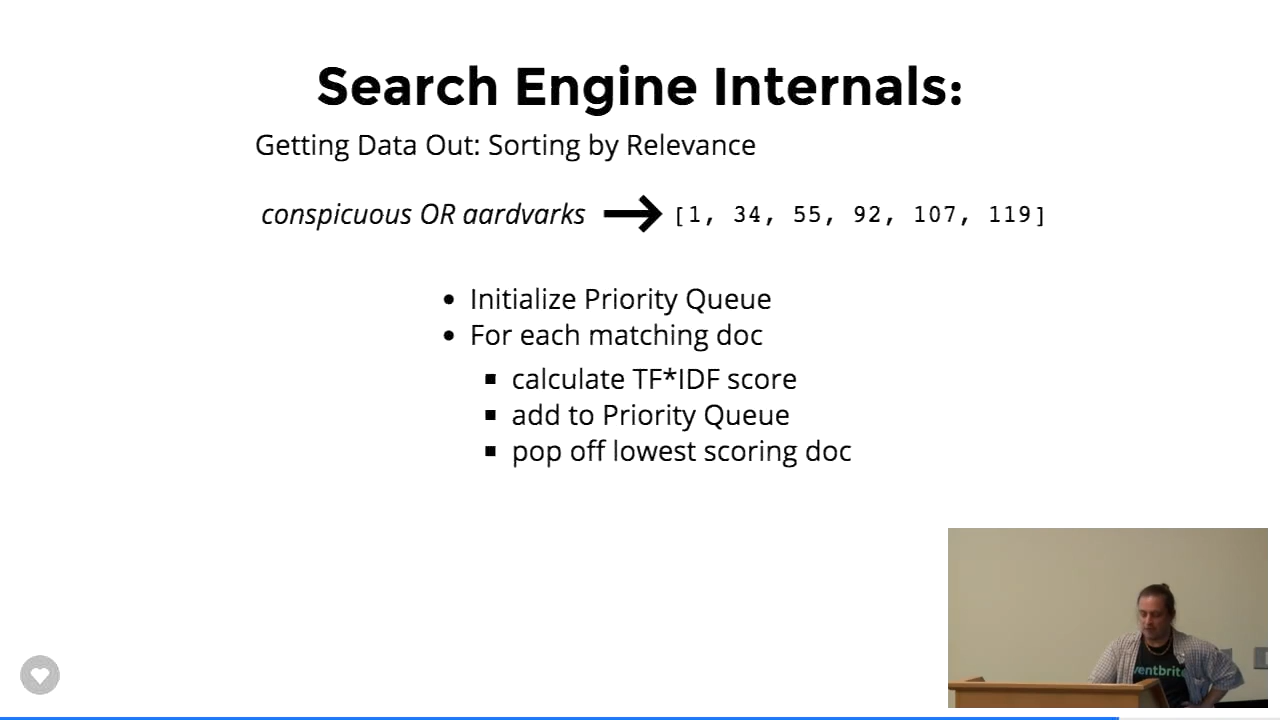 Search Engine Internals:
Getting Data Out: Sorting by Relevance
conspicuous OR aardvarks → [1, 34, 55, 92, 107, 119]
• Initialize Priority Queue
• For each matching doc
▪ calculate TF*IDF score
▪ add to Priority Queue
▪ pop off lowest scoring doc
ventbrit